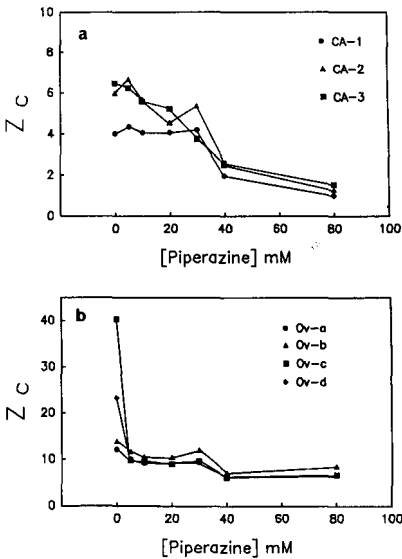 a
10
8
6
4
2
0
Z C
CA-1
CA-2
CA-3
0 20 40 60 80 100
[Piperazine] mM
b
40
30
20
10
0
Z C
Ov-a
Ov-b
Ov-c
Ov-d
0 20 40 60 80 100
[Piperazine] mM